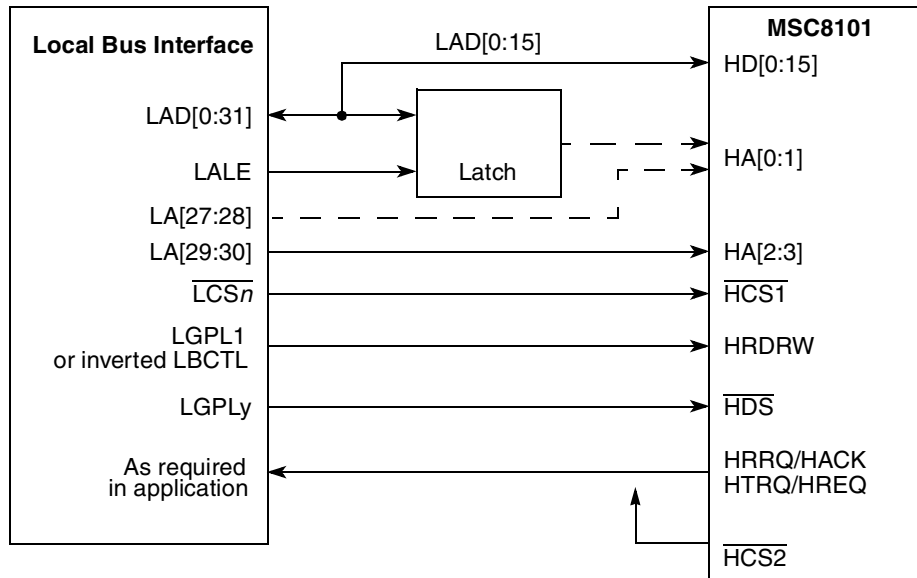 Local Bus Interface
LAD[0:31]
LALE
LA[27:28]
LA[29:30]
LCSn
LGPL1
or inverted LBCTL
LGPLy
As required
in application
LAD[0:15]
Latch
MSC8101
HD[0:15]
HA[0:1]
HA[2:3]
HCS1
HRDRW
HDS
HRRQ/HACK
HTRQ/HREQ
HCS2